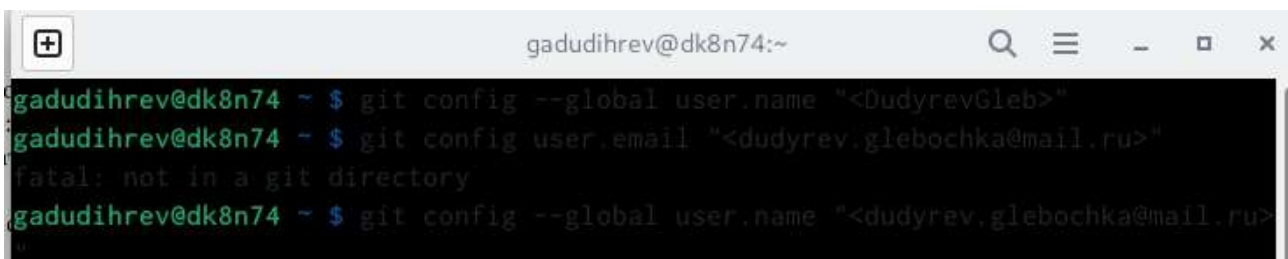 gadudihrev@dk8n74:~
gadudihrev@dk8n74 ~ $ git config --global user.name "<DudyrevGleb>"
gadudihrev@dk8n74 ~ $ git config user.email "<dudyrev.glebochka@mail.ru>"
fatal: not in a git directory
gadudihrev@dk8n74 ~ $ git config --global user.name "<dudyrev.glebochka@mail.ru>
"